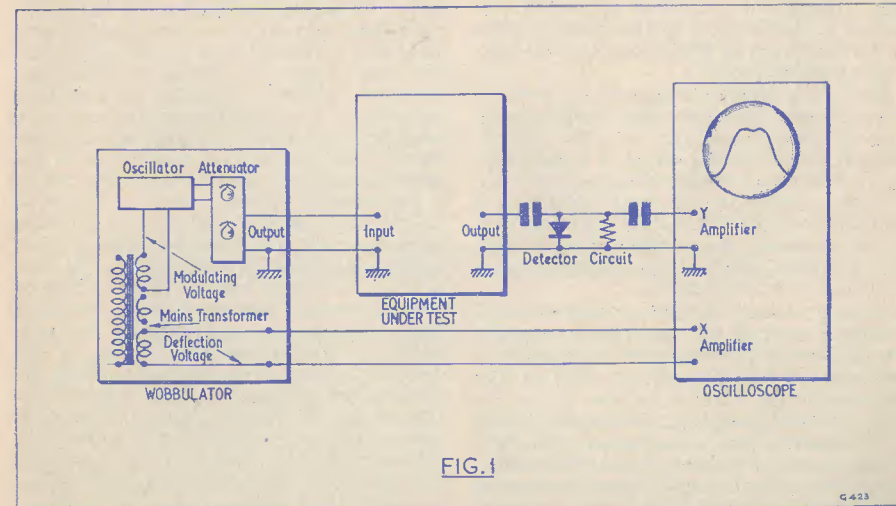 Oscillator Attenuator
Output
Modulating
Voltage
Mains Transformer
Deflection
Voltage
WOBBULATOR
Input
Output
EQUIPMENT
UNDER TEST
Detector Circuit
Y
Amplifier
X
Amplifier
OSCILLOSCOPE
FIG.1
G423